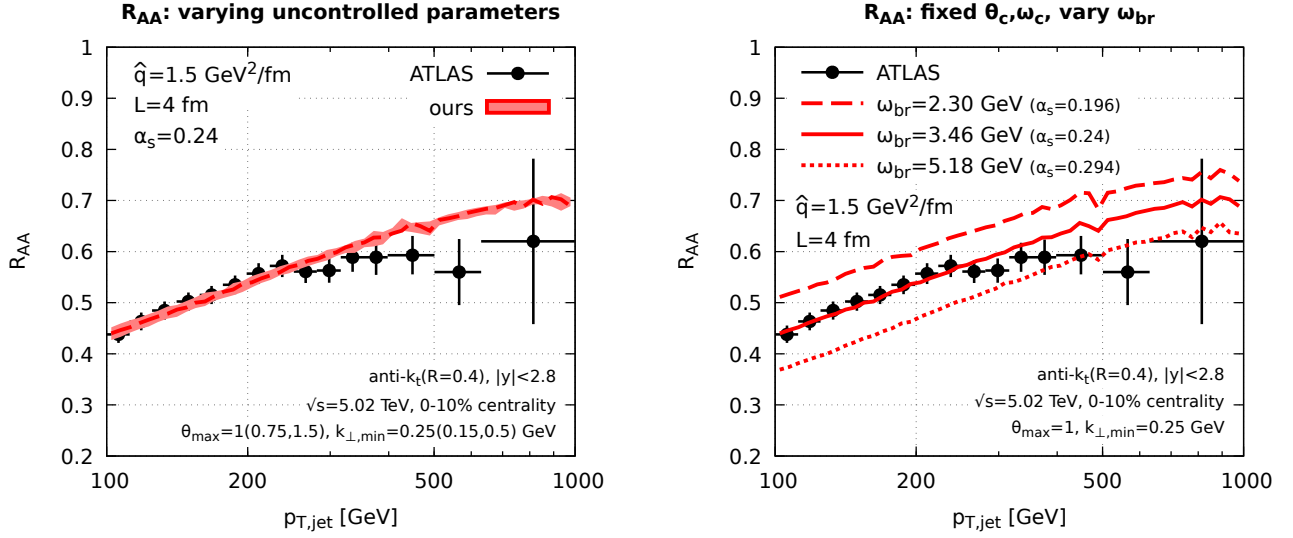 R_AA: varying uncontrolled parameters
R_AA
1
0.9
0.8
0.7
0.6
0.5
0.4
0.3
0.2
q̂=1.5 GeV²/fm
L=4 fm
α_s=0.24
ATLAS
ours
anti-k_t(R=0.4), |y|<2.8
√s=5.02 TeV, 0-10% centrality
θ_max=1(0.75,1.5), k_⊥,min=0.25(0.15,0.5) GeV
100 200 500 1000
p_T,jet [GeV]
R_AA: fixed θ_c,ω_c, vary ω_br
R_AA
1
0.9
0.8
0.7
0.6
0.5
0.4
0.3
0.2
ATLAS
ω_br=2.30 GeV (α_s=0.196)
ω_br=3.46 GeV (α_s=0.24)
ω_br=5.18 GeV (α_s=0.294)
q̂=1.5 GeV²/fm
L=4 fm
anti-k_t(R=0.4), |y|<2.8
√s=5.02 TeV, 0-10% centrality
θ_max=1, k_⊥,min=0.25 GeV
100 200 500 1000
p_T,jet [GeV]